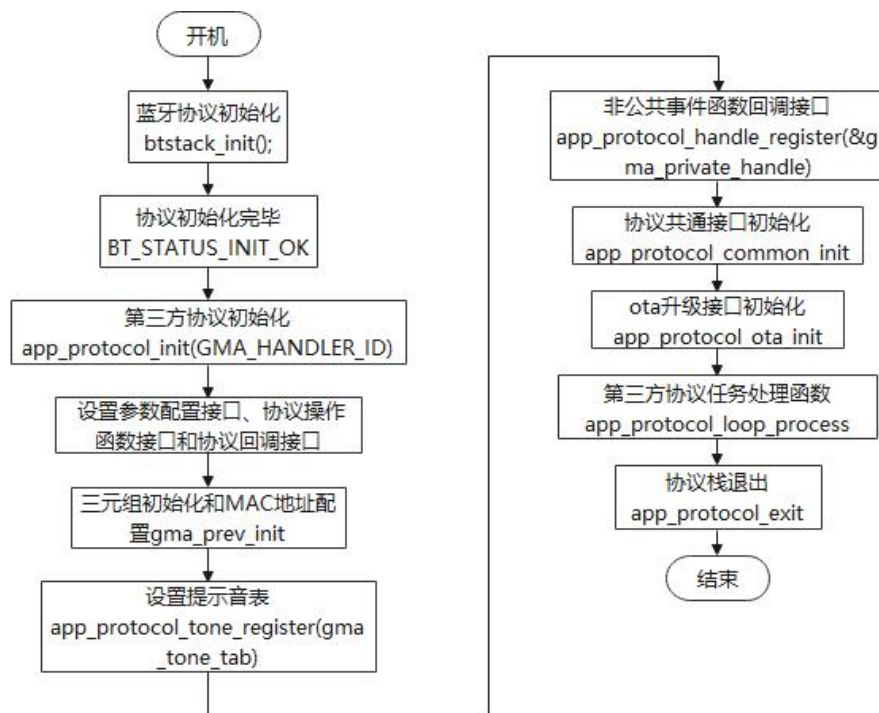 开机
蓝牙协议初始化
btstack_init();
协议初始化完毕
BT_STATUS_INIT_OK
第三方协议初始化
app_protocol_init(GMA_HANDLER_ID)
设置参数配置接口、协议操作
函数接口和协议回调接口
三元组初始化和MAC地址配
置gma_prev_init
设置提示音表
app_protocol_tone_register(gma
_tone_tab)
非公共事件函数回调接口
app_protocol_handle_register(&g
ma_private_handle)
协议共通接口初始化
app_protocol_common_init
ota升级接口初始化
app_protocol_ota_init
第三方协议任务处理函数
app_protocol_loop_process
协议栈退出
app_protocol_exit
结束